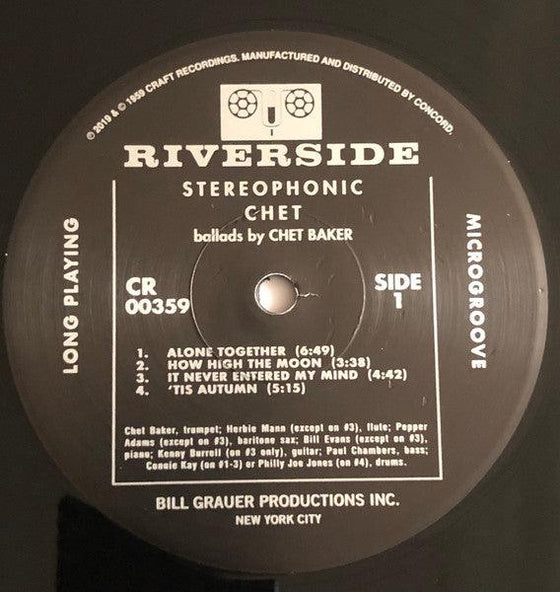 ℗ 2019 & © 1959 CRAFT RECORDINGS. MANUFACTURED AND DISTRIBUTED BY CONCORD.
RIVERSIDE
STEREOPHONIC
CHET
ballads by CHET BAKER
LONG PLAYING
MICROGROOVE
CR
00359
SIDE
1
1. ALONE TOGETHER (6:49)
2. HOW HIGH THE MOON (3:38)
3. IT NEVER ENTERED MY MIND (4:42)
4. 'TIS AUTUMN (5:15)
Chet Baker, trumpet; Herbie Mann (except on #3), flute; Pepper
Adams (except on #3), baritone sax; Bill Evans (except on #3),
piano; Kenny Burrell (on #3 only), guitar; Paul Chambers, bass;
Connie Kay (on #1-3) or Philly Joe Jones (on #4), drums.
BILL GRAUER PRODUCTIONS INC.
NEW YORK CITY